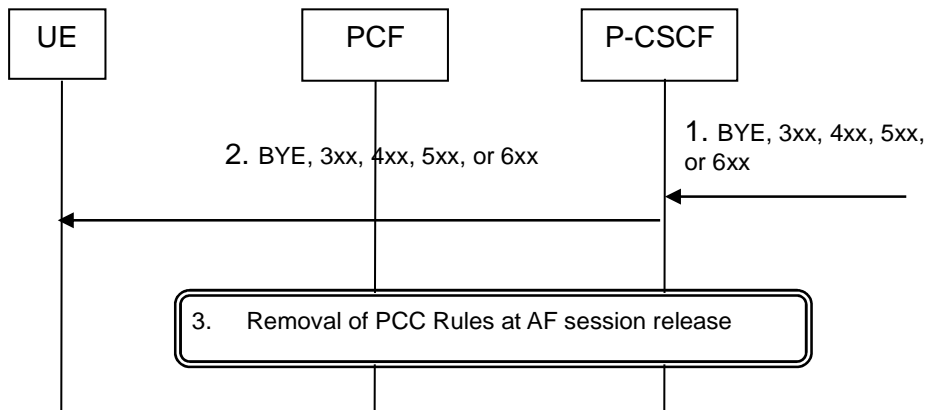 UE
PCF
P-CSCF
1. BYE, 3xx, 4xx, 5xx,
or 6xx
2. BYE, 3xx, 4xx, 5xx, or 6xx
3. Removal of PCC Rules at AF session release